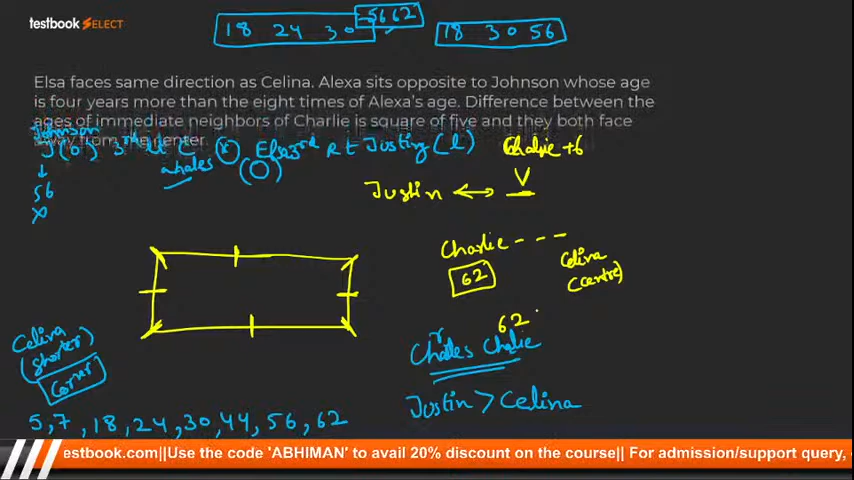 testbook SELECT
18 24 30 56 62
18 30 56
Elsa faces same direction as Celina. Alexa sits opposite to Johnson whose age
is four years more than the eight times of Alexa's age. Difference between the
ages of immediate neighbors of Charlie is square of five and they both face
away from the center.
Johnson
J(o) 3rd Lt C Elsa 3rd Rt Justin (l)
Charlie +6
56
Justin
Charlie - - -
62
Celina
(centre)
62
Charles Charlie
Celina
(shorter)
Corner
Justin > Celina
5, 7, 18, 24, 30, 44, 56, 62
estbook.com||Use the code 'ABHIMAN' to avail 20% discount on the course|| For admission/support query,